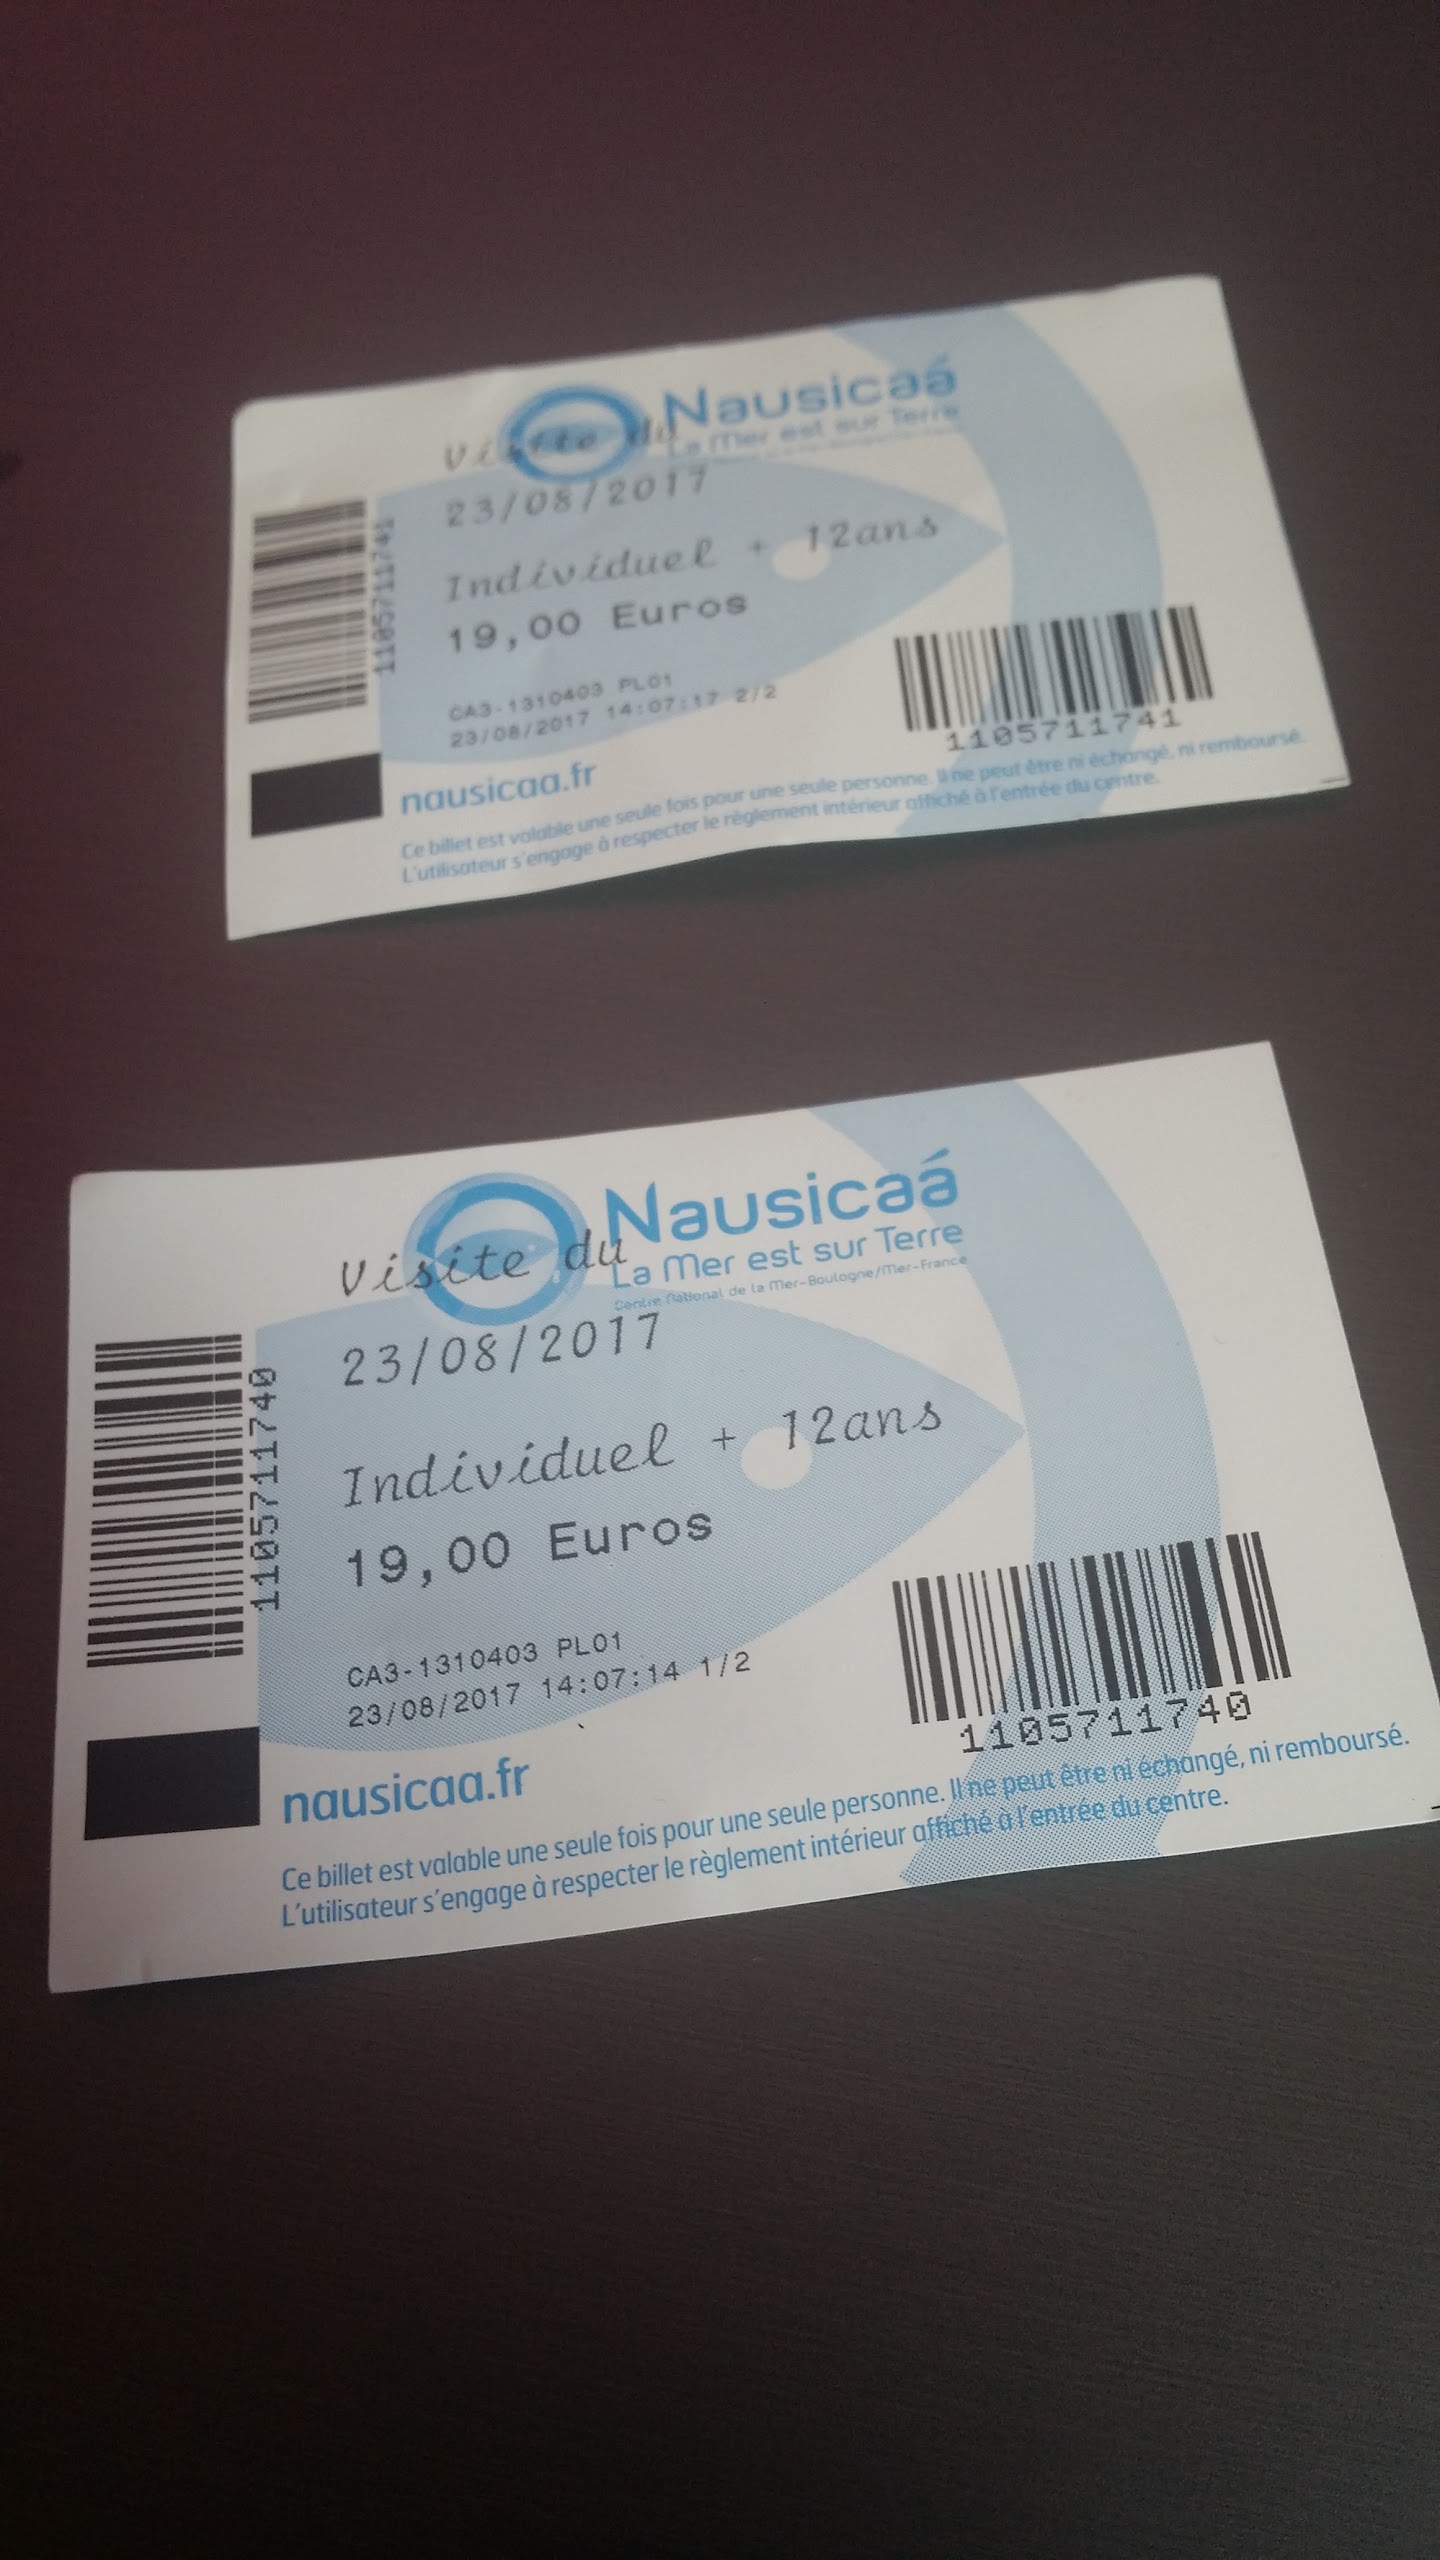 Nausicaá
La Mer est sur Terre
Visite du
23/08/2017
Individuel + 12ans
19,00 Euros
CA3-1310403 PL01
23/08/2017 14:07:17 2/2
1105711741
1105711741
nausicaa.fr
Ce billet est valable une seule fois pour une seule personne. Il ne peut être ni échangé, ni remboursé.
L'utilisateur s'engage à respecter le règlement intérieur affiché à l'entrée du centre.
Nausicaá
La Mer est sur Terre
Centre National de la Mer-Boulogne/Mer-France
Visite du
23/08/2017
Individuel + 12ans
19,00 Euros
CA3-1310403 PL01
23/08/2017 14:07:14 1/2
1105711740
1105711740
nausicaa.fr
Ce billet est valable une seule fois pour une seule personne. Il ne peut être ni échangé, ni remboursé.
L'utilisateur s'engage à respecter le règlement intérieur affiché à l'entrée du centre.